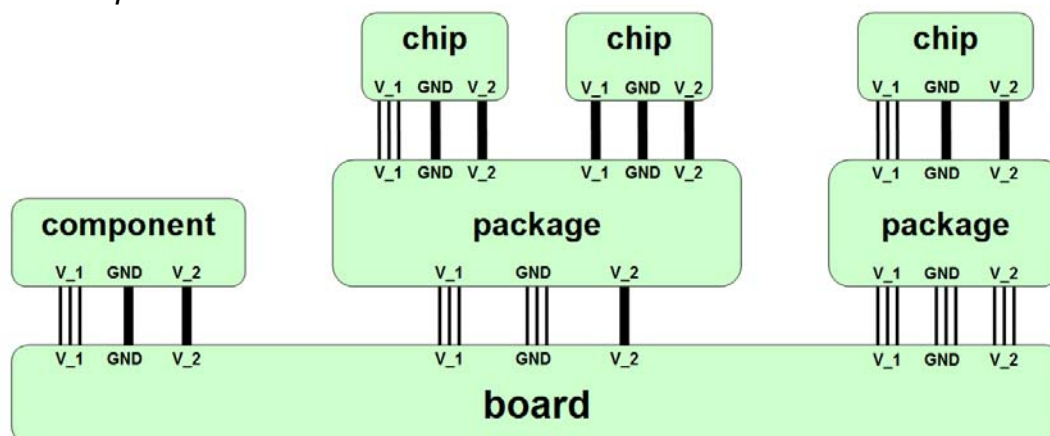 chip chip chip
V_1 GND V_2 V_1 GND V_2 V_1 GND V_2
V_1 GND V_2 V_1 GND V_2 V_1 GND V_2
component package package
V_1 GND V_2 V_1 GND V_2 V_1 GND V_2
V_1 GND V_2 V_1 GND V_2 V_1 GND V_2
board